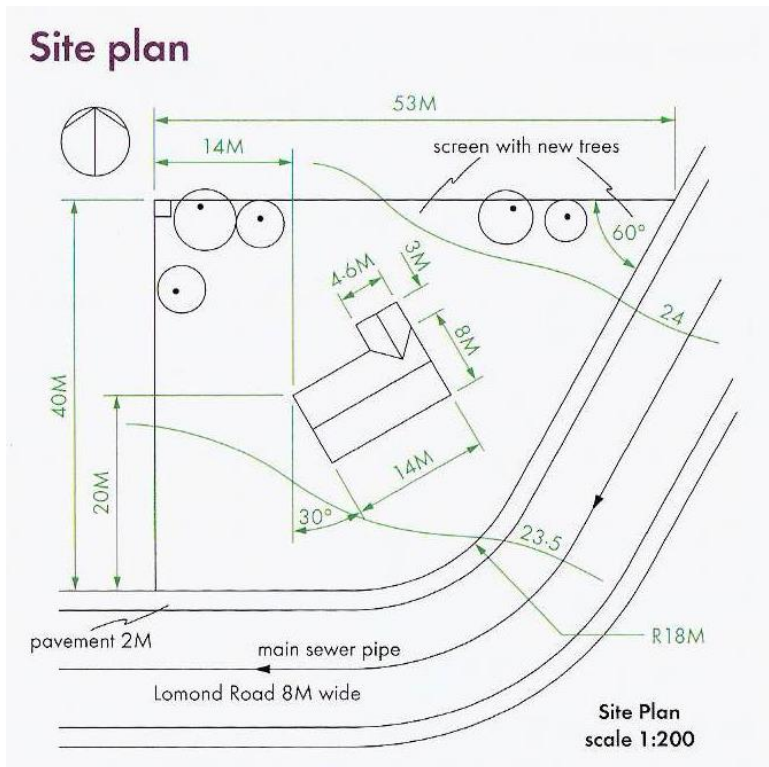 Site plan
53M
14M
screen with new trees
60°
4·6M
3M
8M
24
40M
20M
14M
30°
23·5
pavement 2M
main sewer pipe
R18M
Lomond Road 8M wide
Site Plan
scale 1:200